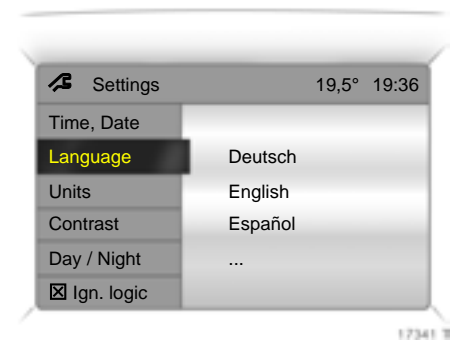 Settings 19,5° 19:36
Time, Date
Language Deutsch
Units English
Contrast Español
Day / Night ...
Ign. logic
17341 T